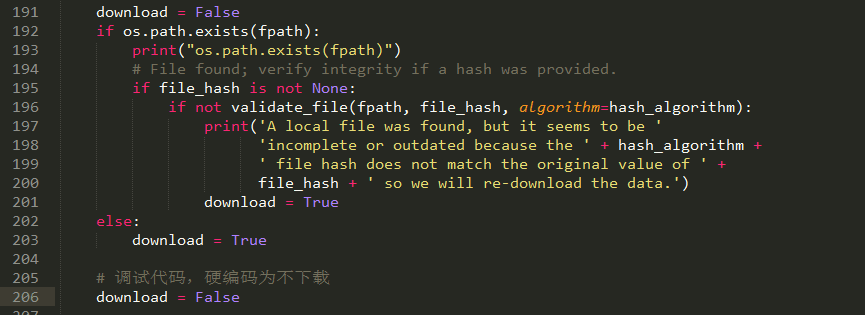 191 download = False
192 if os.path.exists(fpath):
193 print("os.path.exists(fpath)")
194 # File found; verify integrity if a hash was provided.
195 if file_hash is not None:
196 if not validate_file(fpath, file_hash, algorithm=hash_algorithm):
197 print('A local file was found, but it seems to be '
198 'incomplete or outdated because the ' + hash_algorithm +
199 ' file hash does not match the original value of ' +
200 file_hash + ' so we will re-download the data.')
201 download = True
202 else:
203 download = True
204
205 # 调试代码，硬编码为不下载
206 download = False
207